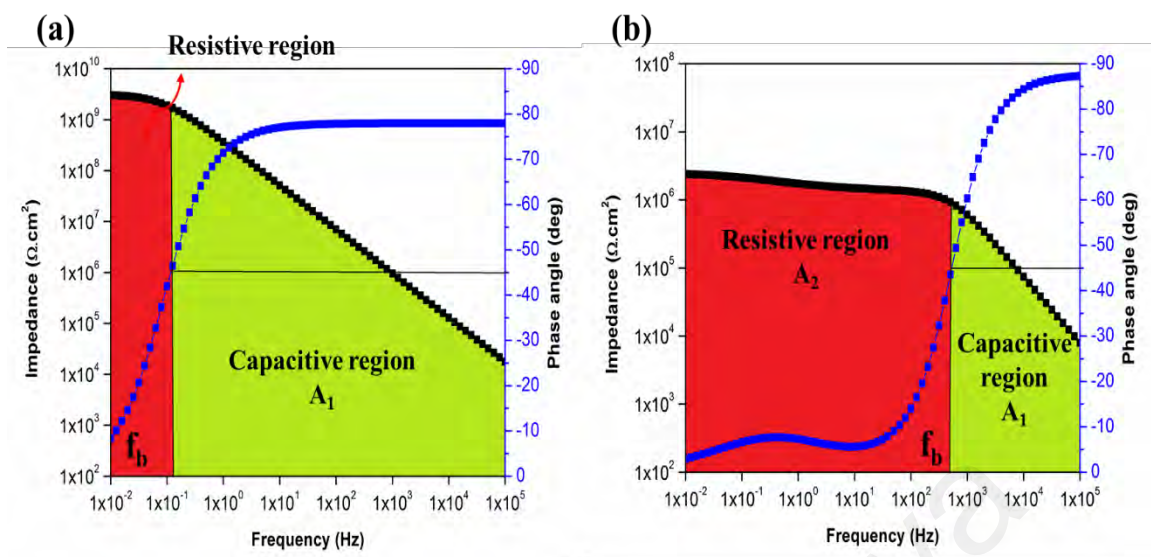 (a)
Resistive region
1x10^10
1x10^9
1x10^8
1x10^7
1x10^6
1x10^5
1x10^4
1x10^3
1x10^2
Impedance (Ω.cm²)
-90
-80
-70
-60
-50
-40
-30
-20
-10
0
Phase angle (deg)
Capacitive region
A₁
f_b
1x10^-2 1x10^-1 1x10^0 1x10^1 1x10^2 1x10^3 1x10^4 1x10^5
Frequency (Hz)
(b)
1x10^8
1x10^7
1x10^6
1x10^5
1x10^4
1x10^3
1x10^2
Impedance (Ω.cm²)
-90
-80
-70
-60
-50
-40
-30
-20
-10
0
Phase angle (deg)
Resistive region
A₂
Capacitive
region
A₁
f_b
1x10^-2 1x10^-1 1x10^0 1x10^1 1x10^2 1x10^3 1x10^4 1x10^5
Frequency (Hz)